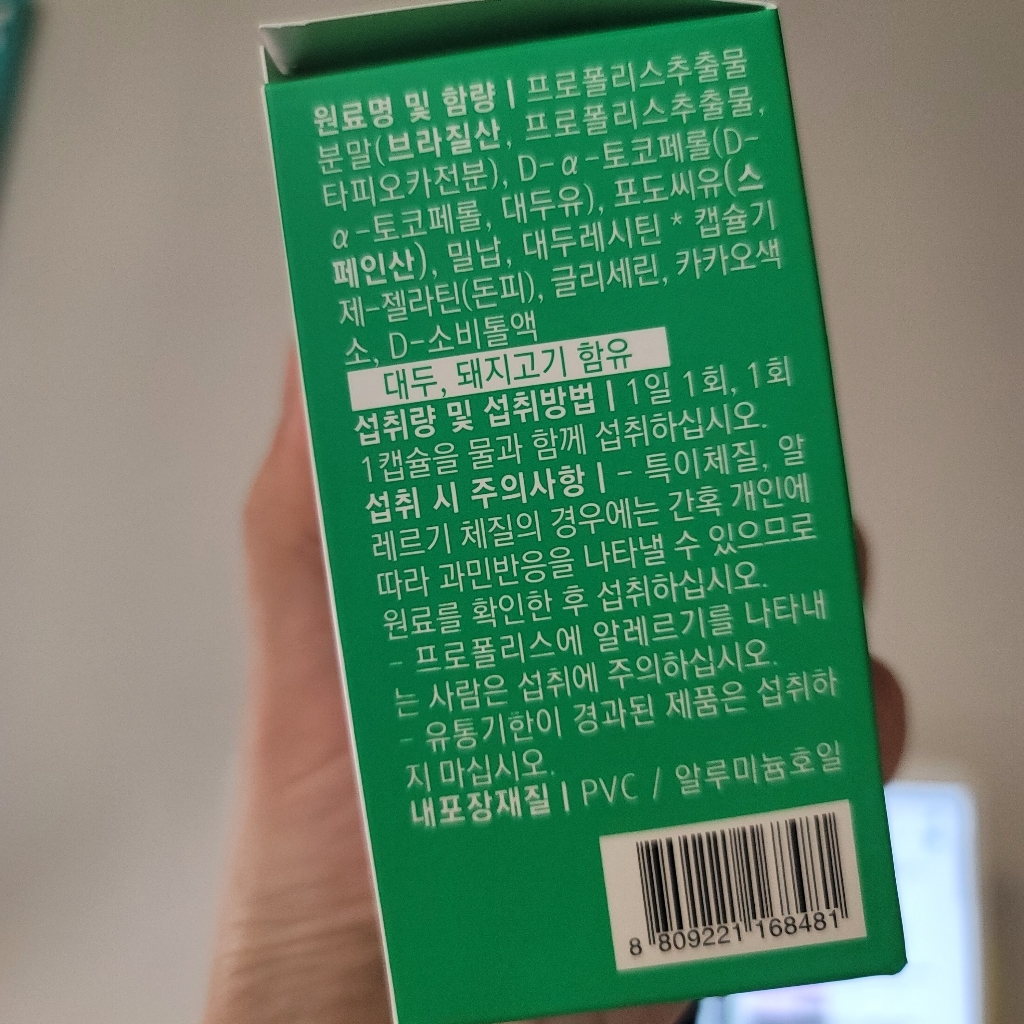 원료명 및 함량 | 프로폴리스추출물
분말(브라질산, 프로폴리스추출물,
타피오카전분), D-α-토코페롤(D-
α-토코페롤, 대두유), 포도씨유(스
페인산), 밀납, 대두레시틴 * 캡슐기
제-젤라틴(돈피), 글리세린, 카카오색
소, D-소비톨액
대두, 돼지고기 함유
섭취량 및 섭취방법 | 1일 1회, 1회
1캡슐을 물과 함께 섭취하십시오.
섭취 시 주의사항 | - 특이체질, 알
레르기 체질의 경우에는 간혹 개인에
따라 과민반응을 나타낼 수 있으므로
원료를 확인한 후 섭취하십시오.
- 프로폴리스에 알레르기를 나타내
는 사람은 섭취에 주의하십시오.
- 유통기한이 경과된 제품은 섭취하
지 마십시오.
내포장재질 | PVC / 알루미늄호일
8 809221 168481